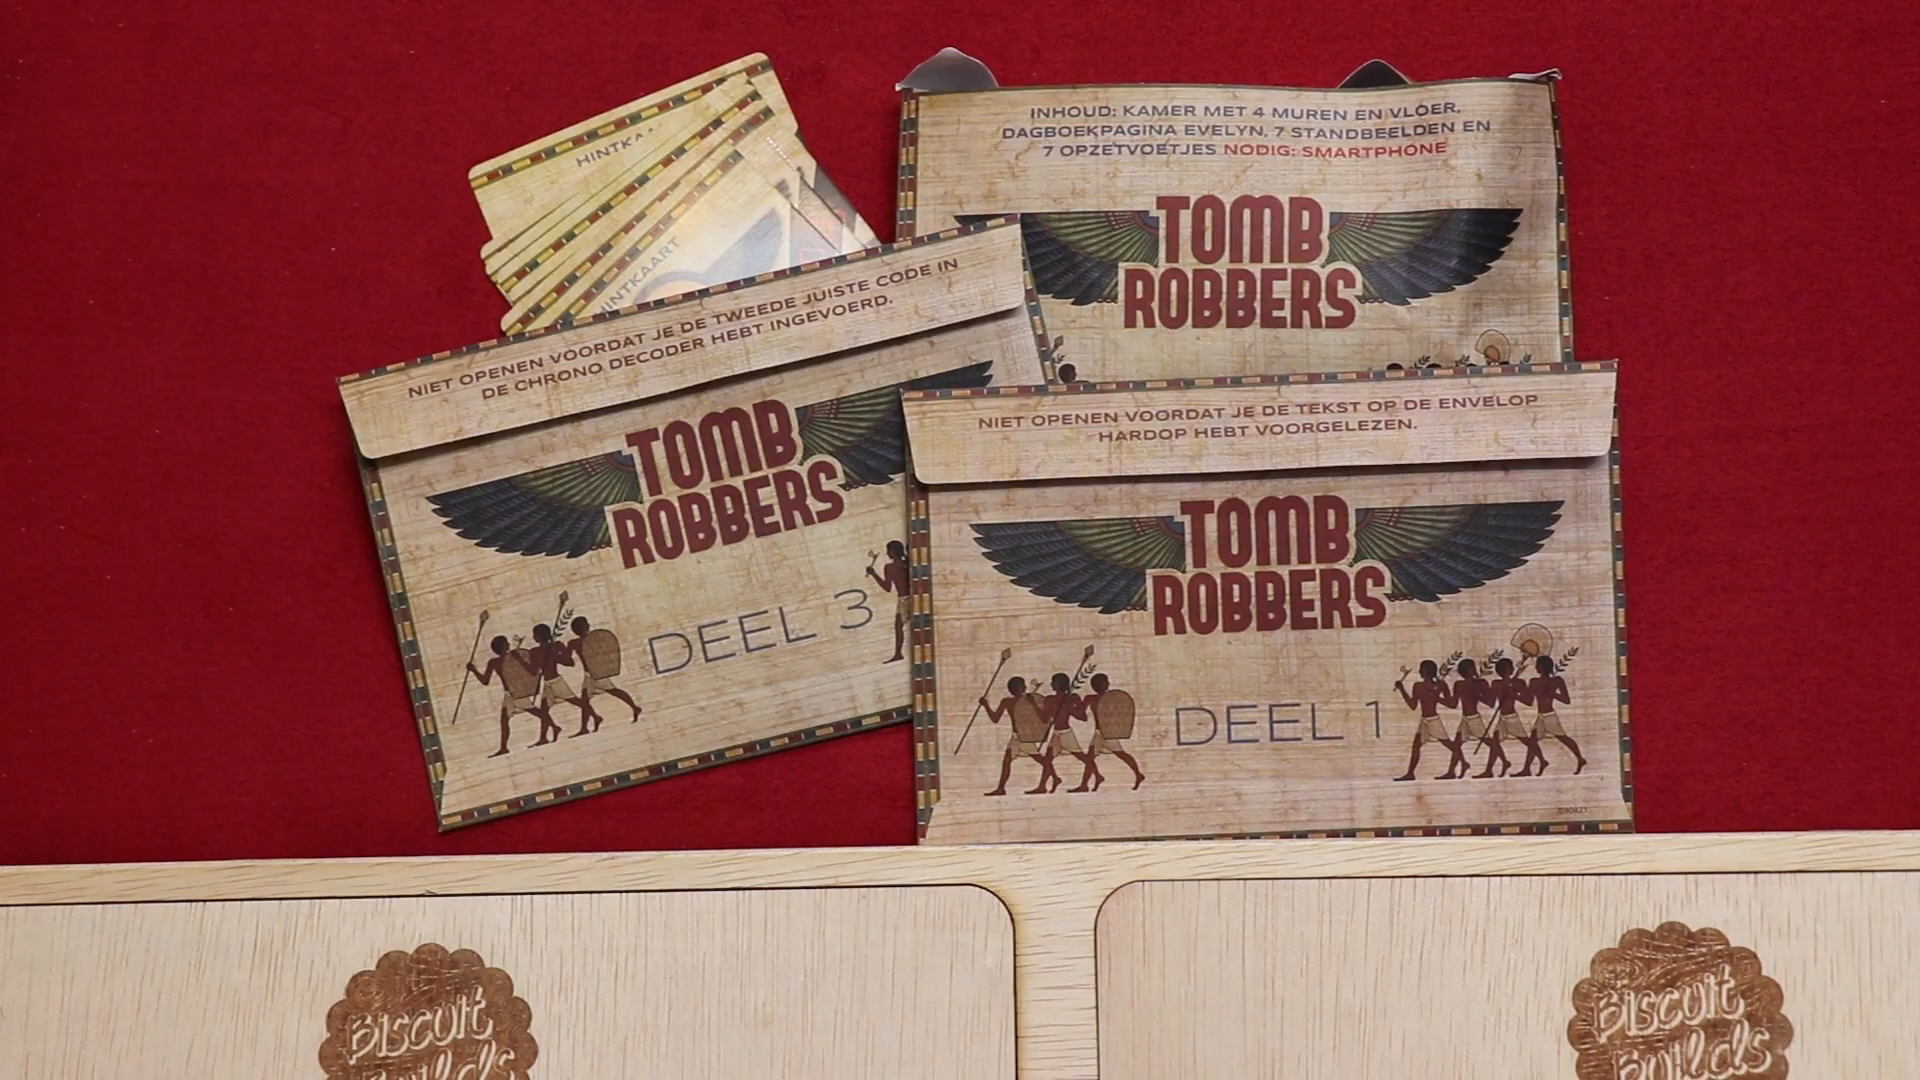 HINTKAA
HINTKAART
INHOUD: KAMER MET 4 MUREN EN VLOER,
DAGBOEKPAGINA EVELYN, 7 STANDBEELDEN EN
7 OPZETVOETJES NODIG: SMARTPHONE
TOMB
ROBBERS
NIET OPENEN VOORDAT JE DE TWEEDE JUISTE CODE IN
DE CHRONO DECODER HEBT INGEVOERD.
TOMB
ROBBERS
DEEL 3
NIET OPENEN VOORDAT JE DE TEKST OP DE ENVELOP
HARDOP HEBT VOORGELEZEN.
TOMB
ROBBERS
DEEL 1
Biscuit
Builds
Biscuit
Builds